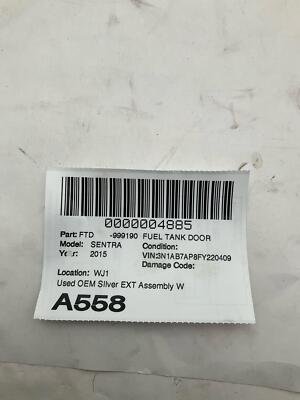 0000004885
Part: FTD -999190 FUEL TANK DOOR
Model: SENTRA Condition:
Year: 2015 VIN:3N1AB7AP8FY220409
Damage Code:
Location: WJ1
Used OEM SIlver EXT Assembly W
A558